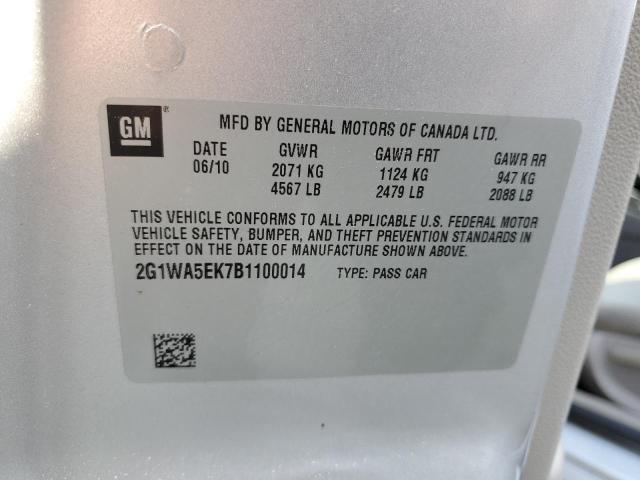 GM®
MFD BY GENERAL MOTORS OF CANADA LTD.
DATE GVWR GAWR FRT GAWR RR
06/10 2071 KG 1124 KG 947 KG
4567 LB 2479 LB 2088 LB
THIS VEHICLE CONFORMS TO ALL APPLICABLE U.S. FEDERAL MOTOR
VEHICLE SAFETY, BUMPER, AND THEFT PREVENTION STANDARDS IN
EFFECT ON THE DATE OF MANUFACTURE SHOWN ABOVE.
2G1WA5EK7B1100014 TYPE: PASS CAR